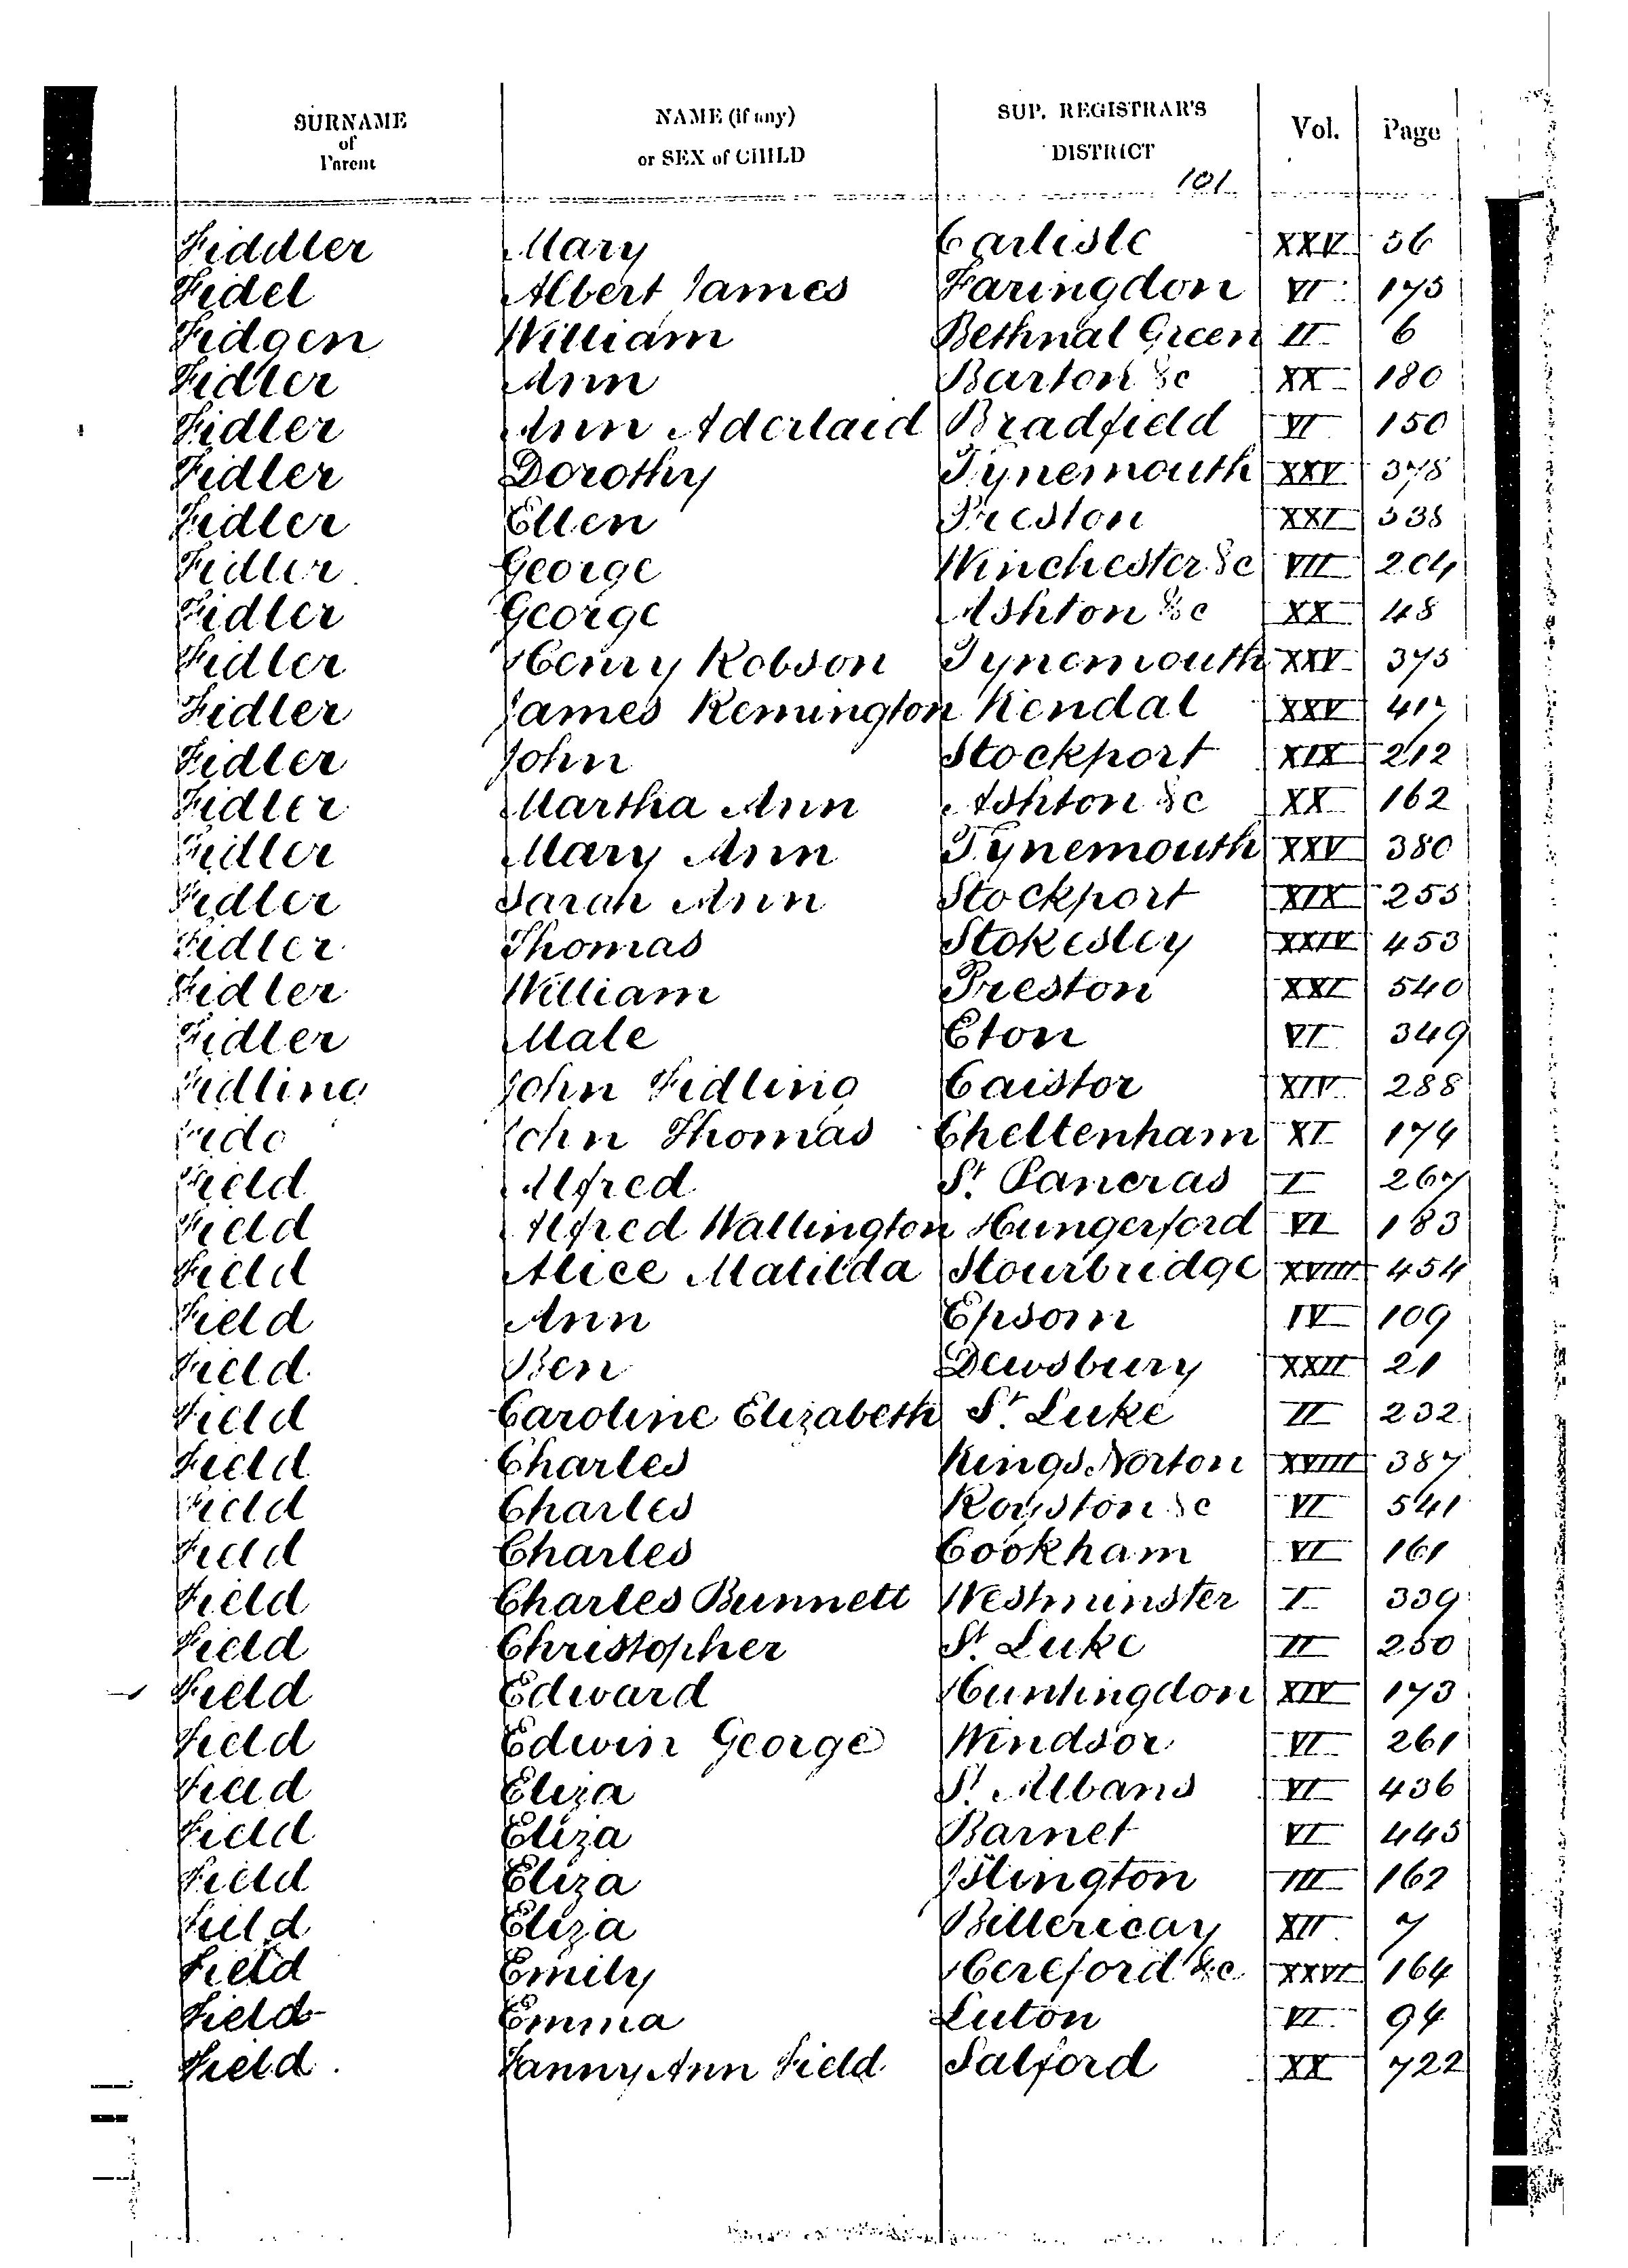 SURNAME of Parent NAME (if any) or SEX of CHILD SUP. REGISTRAR'S DISTRICT Vol. Page
101
Fiddler Mary Carlisle XXV 56
Fidel Albert James Faringdon VI 175
Fidgen William Bethnal Green II 6
Fidler Ann Barton &c XX 180
Fidler Ann Aderlaid Bradfield VI 150
Fidler Dorothy Tynemouth XXV 378
Fidler Ellen Preston XXI 538
Fidler George Winchester &c VII 204
Fidler George Ashton &c XX 48
Fidler Henry Robson Tynemouth XXV 375
Fidler James Remington Kendal XXV 417
Fidler John Stockport XIX 212
Fidler Martha Ann Ashton &c XX 162
Fidler Mary Ann Tynemouth XXV 380
Fidler Sarah Ann Stockport XIX 255
Fidler Thomas Stokesley XXIV 453
Fidler William Preston XXI 540
Fidler Male Eton VI 349
Fidling John Fidling Caistor XIV 288
Fido John Thomas Cheltenham XI 174
Field Alfred St. Pancras I 267
Field Alfred Wallington Hungerford VI 183
Field Alice Matilda Stourbridge XVIII 454
Field Ann Epsom IV 109
Field Ben Dewsbury XXII 21
Field Caroline Elizabeth St. Luke II 232
Field Charles Kings Norton XVIII 387
Field Charles Royston &c VI 541
Field Charles Cookham VI 161
Field Charles Bunnett Westminster I 339
Field Christopher St. Luke II 250
Field Edward Huntingdon XIV 173
Field Edwin George Windsor VI 261
Field Eliza St. Albans VI 436
Field Eliza Barnet VI 445
Field Eliza Islington III 162
Field Eliza Billericay XII 7
Field Emily Hereford &c XXVI 164
Field Emma Luton VI 94
Field Fanny Ann Field Salford XX 722